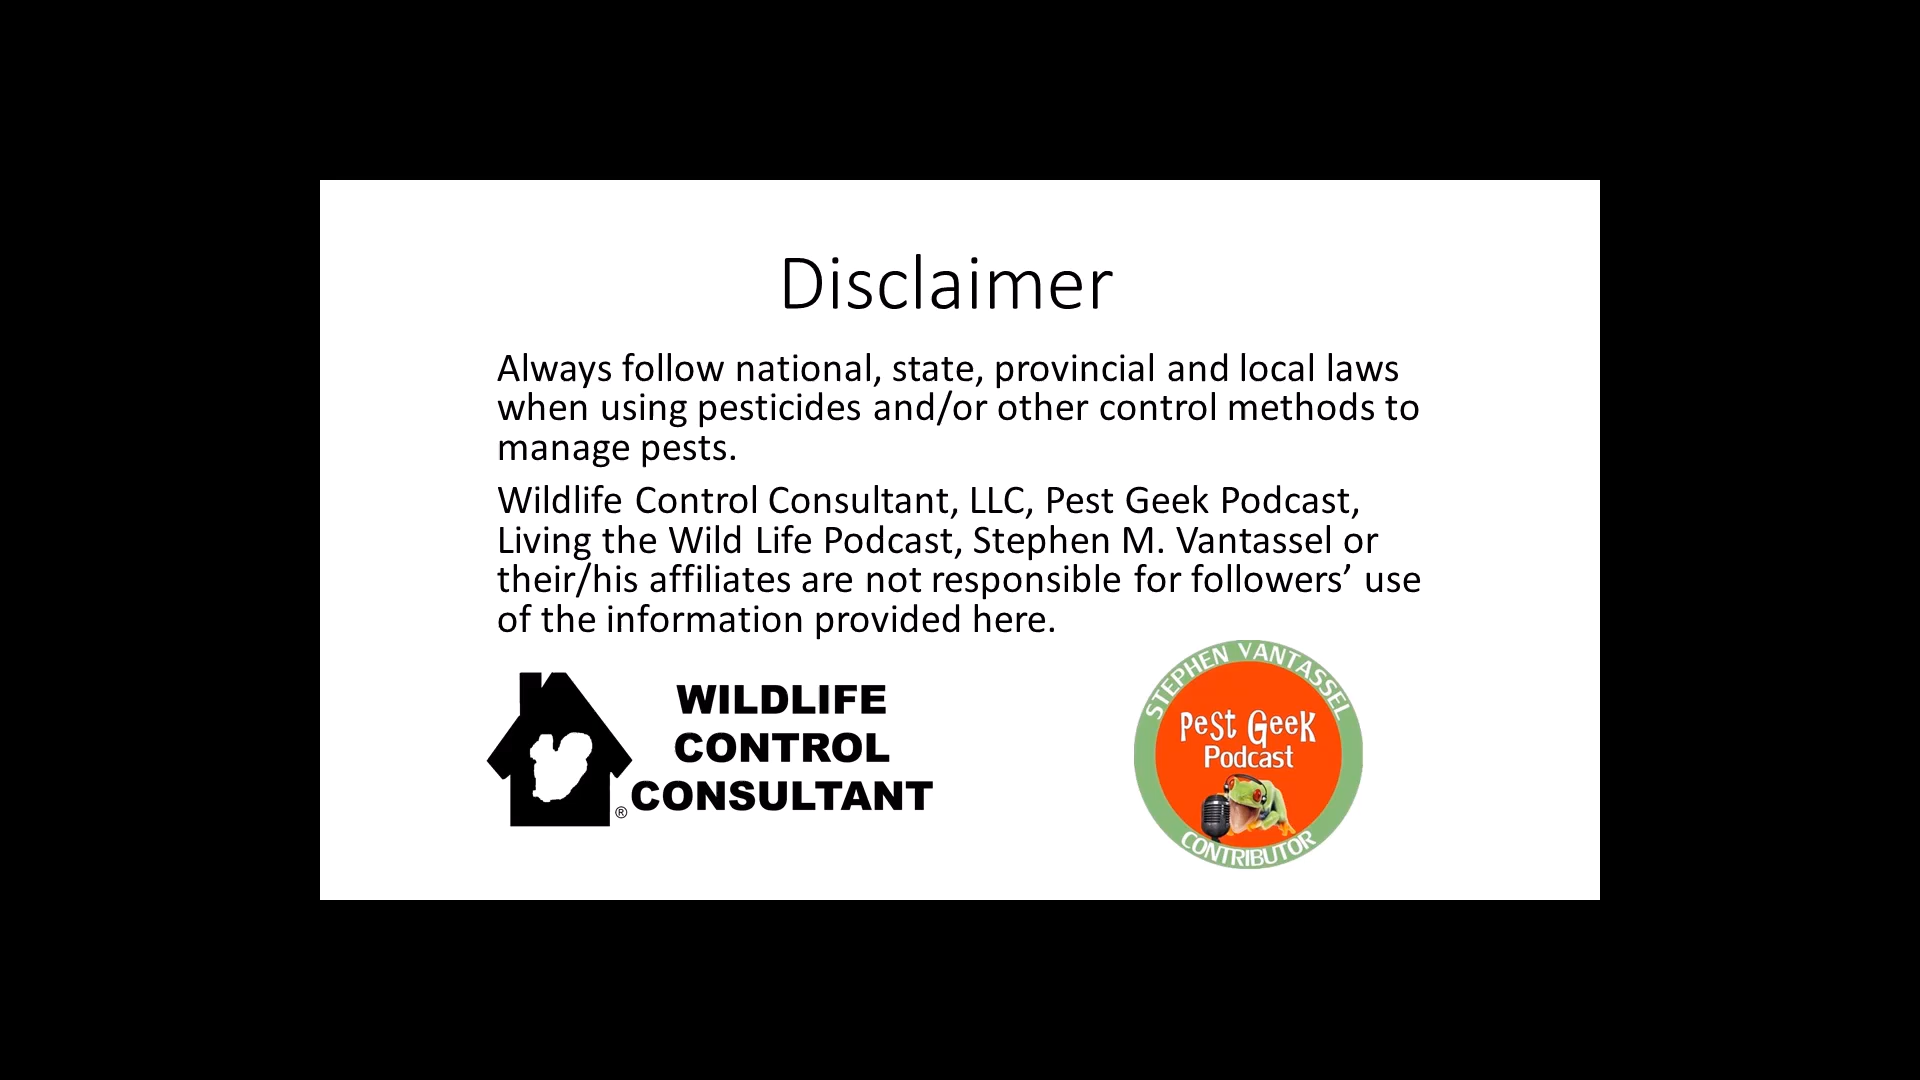 Disclaimer
Always follow national, state, provincial and local laws
when using pesticides and/or other control methods to
manage pests.
Wildlife Control Consultant, LLC, Pest Geek Podcast,
Living the Wild Life Podcast, Stephen M. Vantassel or
their/his affiliates are not responsible for followers’ use
of the information provided here.
WILDLIFE
CONTROL
®CONSULTANT
STEPHEN VANTASSEL
PeSt GeeK
Podcast
CONTRIBUTOR